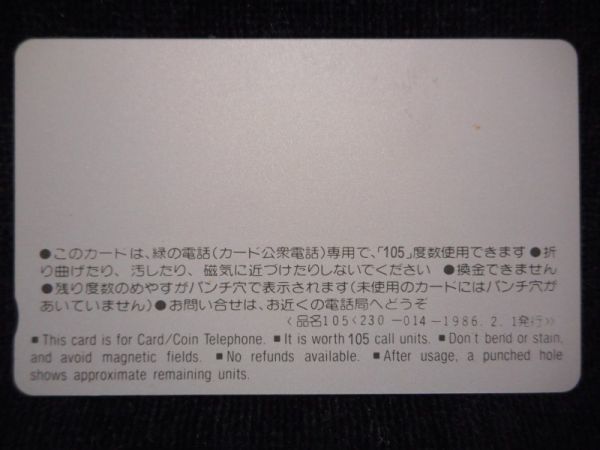 ●このカードは、緑の電話(カード公衆電話)専用で、「105」度数使用できます ●折
り曲げたり、汚したり、磁気に近づけたりしないでください ●換金できません
●残り度数のめやすがパンチ穴で表示されます(未使用のカードにはパンチ穴が
あいていません) ●お問い合せは、お近くの電話局へどうぞ
〈品名105〈230-014-1986.2.1発行〉〉
■This card is for Card/Coin Telephone. ■It is worth 105 call units. ■Don't bend or stain,
and avoid magnetic fields. ■No refunds available. ■After usage, a punched hole
shows approximate remaining units.